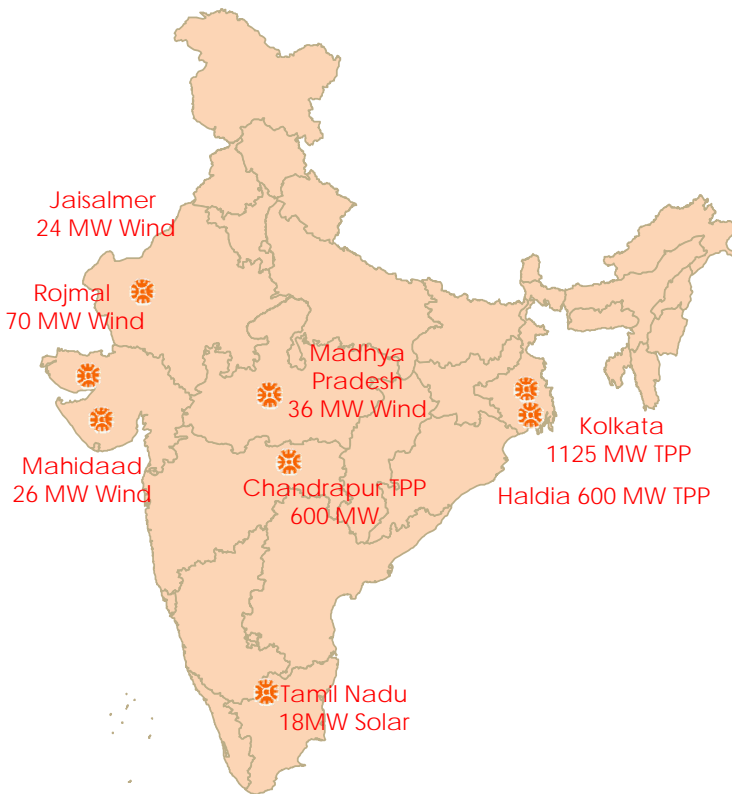 Jaisalmer
24 MW Wind
Rojmal
70 MW Wind
Madhya
Pradesh
36 MW Wind
Mahidaad
26 MW Wind
Chandrapur TPP
600 MW
Kolkata
1125 MW TPP
Haldia 600 MW TPP
Tamil Nadu
18MW Solar